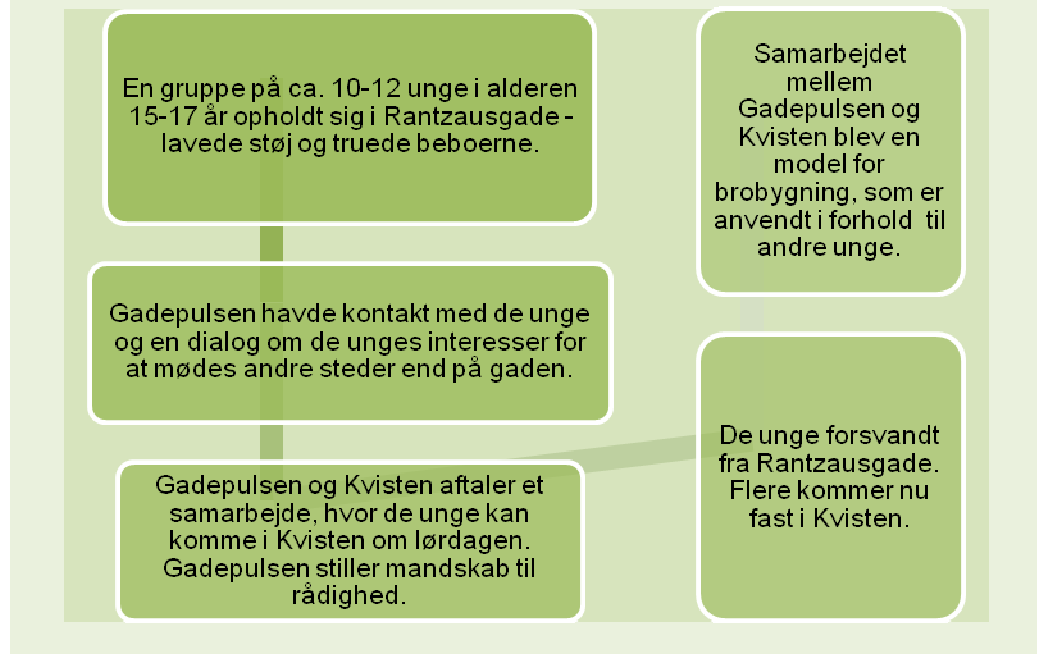 En gruppe på ca. 10-12 unge i alderen
15-17 år opholdt sig i Rantzausgade -
lavede støj og truede beboerne.
Gadepulsen havde kontakt med de unge
og en dialog om de unges interesser for
at mødes andre steder end på gaden.
Gadepulsen og Kvisten aftaler et
samarbejde, hvor de unge kan
komme i Kvisten om lørdagen.
Gadepulsen stiller mandskab til
rådighed.
De unge forsvandt
fra Rantzausgade.
Flere kommer nu
fast i Kvisten.
Samarbejdet
mellem
Gadepulsen og
Kvisten blev en
model for
brobygning, som er
anvendt i forhold  til
andre unge.